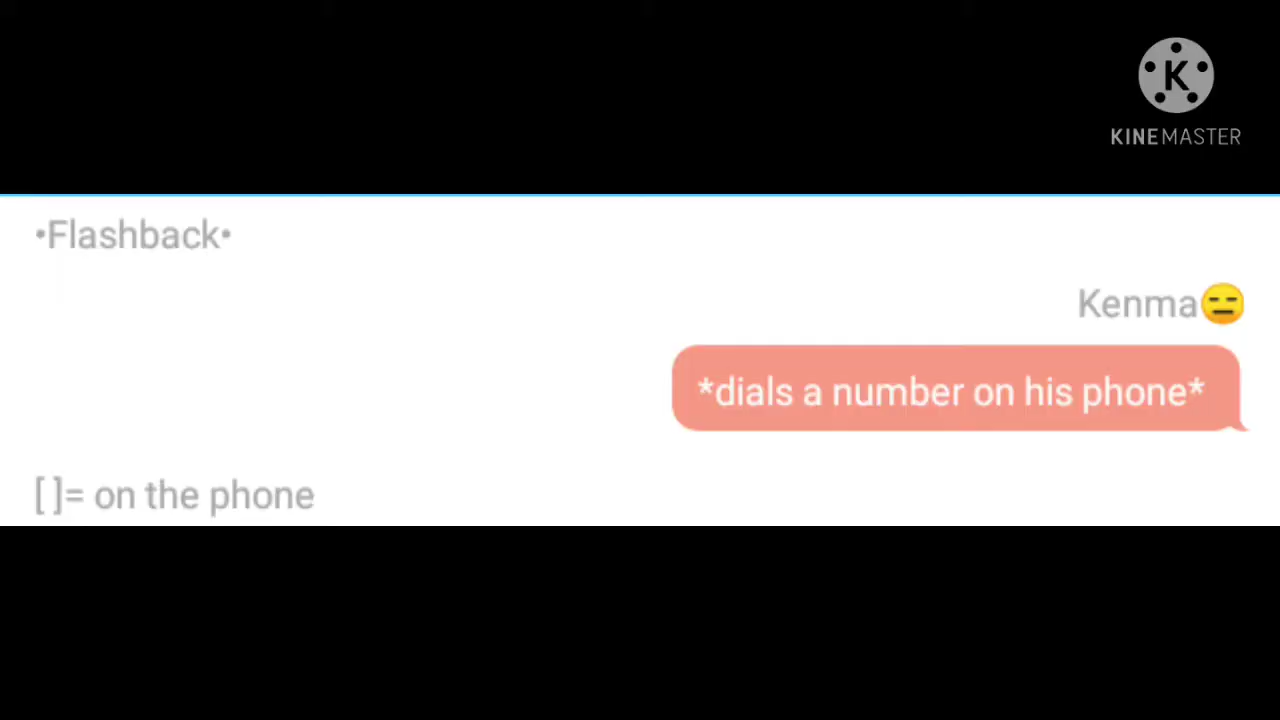 K
KINEMASTER
•Flashback•
Kenma😑
*dials a number on his phone*
[ ]= on the phone